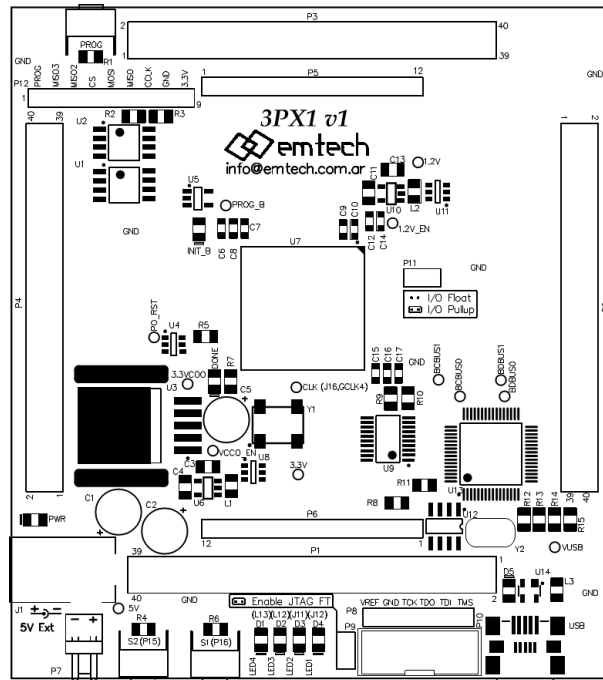 P3
2
40
1
39
PROG
R1
GND
GND
P12
PROG
MISO3
MISO2
CS
MOSI
MISO
CCLK
GND
3.3V
1
9
1
P5
12
40
39
1
2
R2
R3
U2
U1
3PX1 v1
emtech
info@emtech.com.ar
C13
1.2V
C11
U10
L2
U11
U5
PROG_B
GND
INIT_B
C6
C8
C7
C9
C10
C12
C14
1.2V_EN
U7
P11
GND
I/O Float
I/O Pullup
P4
PO_RST
U4
R5
3.3VCOO
U3
DONE
R7
C5
CLK (J16,GCLK4)
Y1
C15
C16
C17
GND
R9
R10
U9
BCBUS1
BCBUS0
BDBUS1
BDBUS0
VCCO_EN
U8
3.3V
C3
C4
U6
L1
R11
R8
U13
2
1
39
40
C1
C2
PWR
P6
12
1
U12
Y2
R12
R13
R14
R15
VUSB
39
P1
1
40
2
GND
J1
5V Ext
5V
Enable JTAG FT
(L13)(L12)(J11)(J12)
D1
D2
D3
D4
LED4
LED3
LED2
LED1
R4
S2(P15)
R6
S1(P16)
P7
P8
VREF
GND
TCK
TDO
TDI
TMS
P9
P10
D5
U14
L3
GND
USB